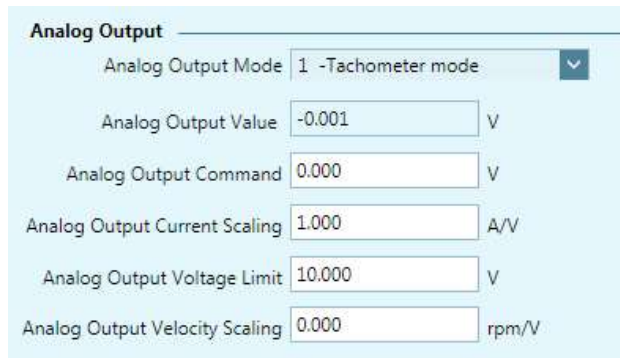 Analog Output
Analog Output Mode 1 -Tachometer mode
Analog Output Value -0.001 V
Analog Output Command 0.000 V
Analog Output Current Scaling 1.000 A/V
Analog Output Voltage Limit 10.000 V
Analog Output Velocity Scaling 0.000 rpm/V